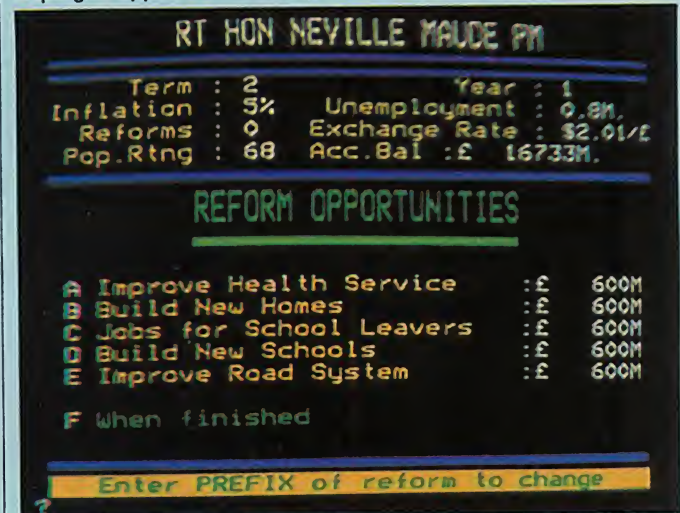 RT HON NEVILLE MAUDE PM
Term : 2 Year : 1
Inflation : 5% Unemployment : 0.8M.
Reforms : 0 Exchange Rate : $2.01/£
Pop.Rtng : 68 Acc.Bal :£ 16733M.
REFORM OPPORTUNITIES
A Improve Health Service :£ 600M
B Build New Homes :£ 600M
C Jobs for School Leavers :£ 600M
D Build New Schools :£ 600M
E Improve Road System :£ 600M
F When finished
Enter PREFIX of reform to change
?